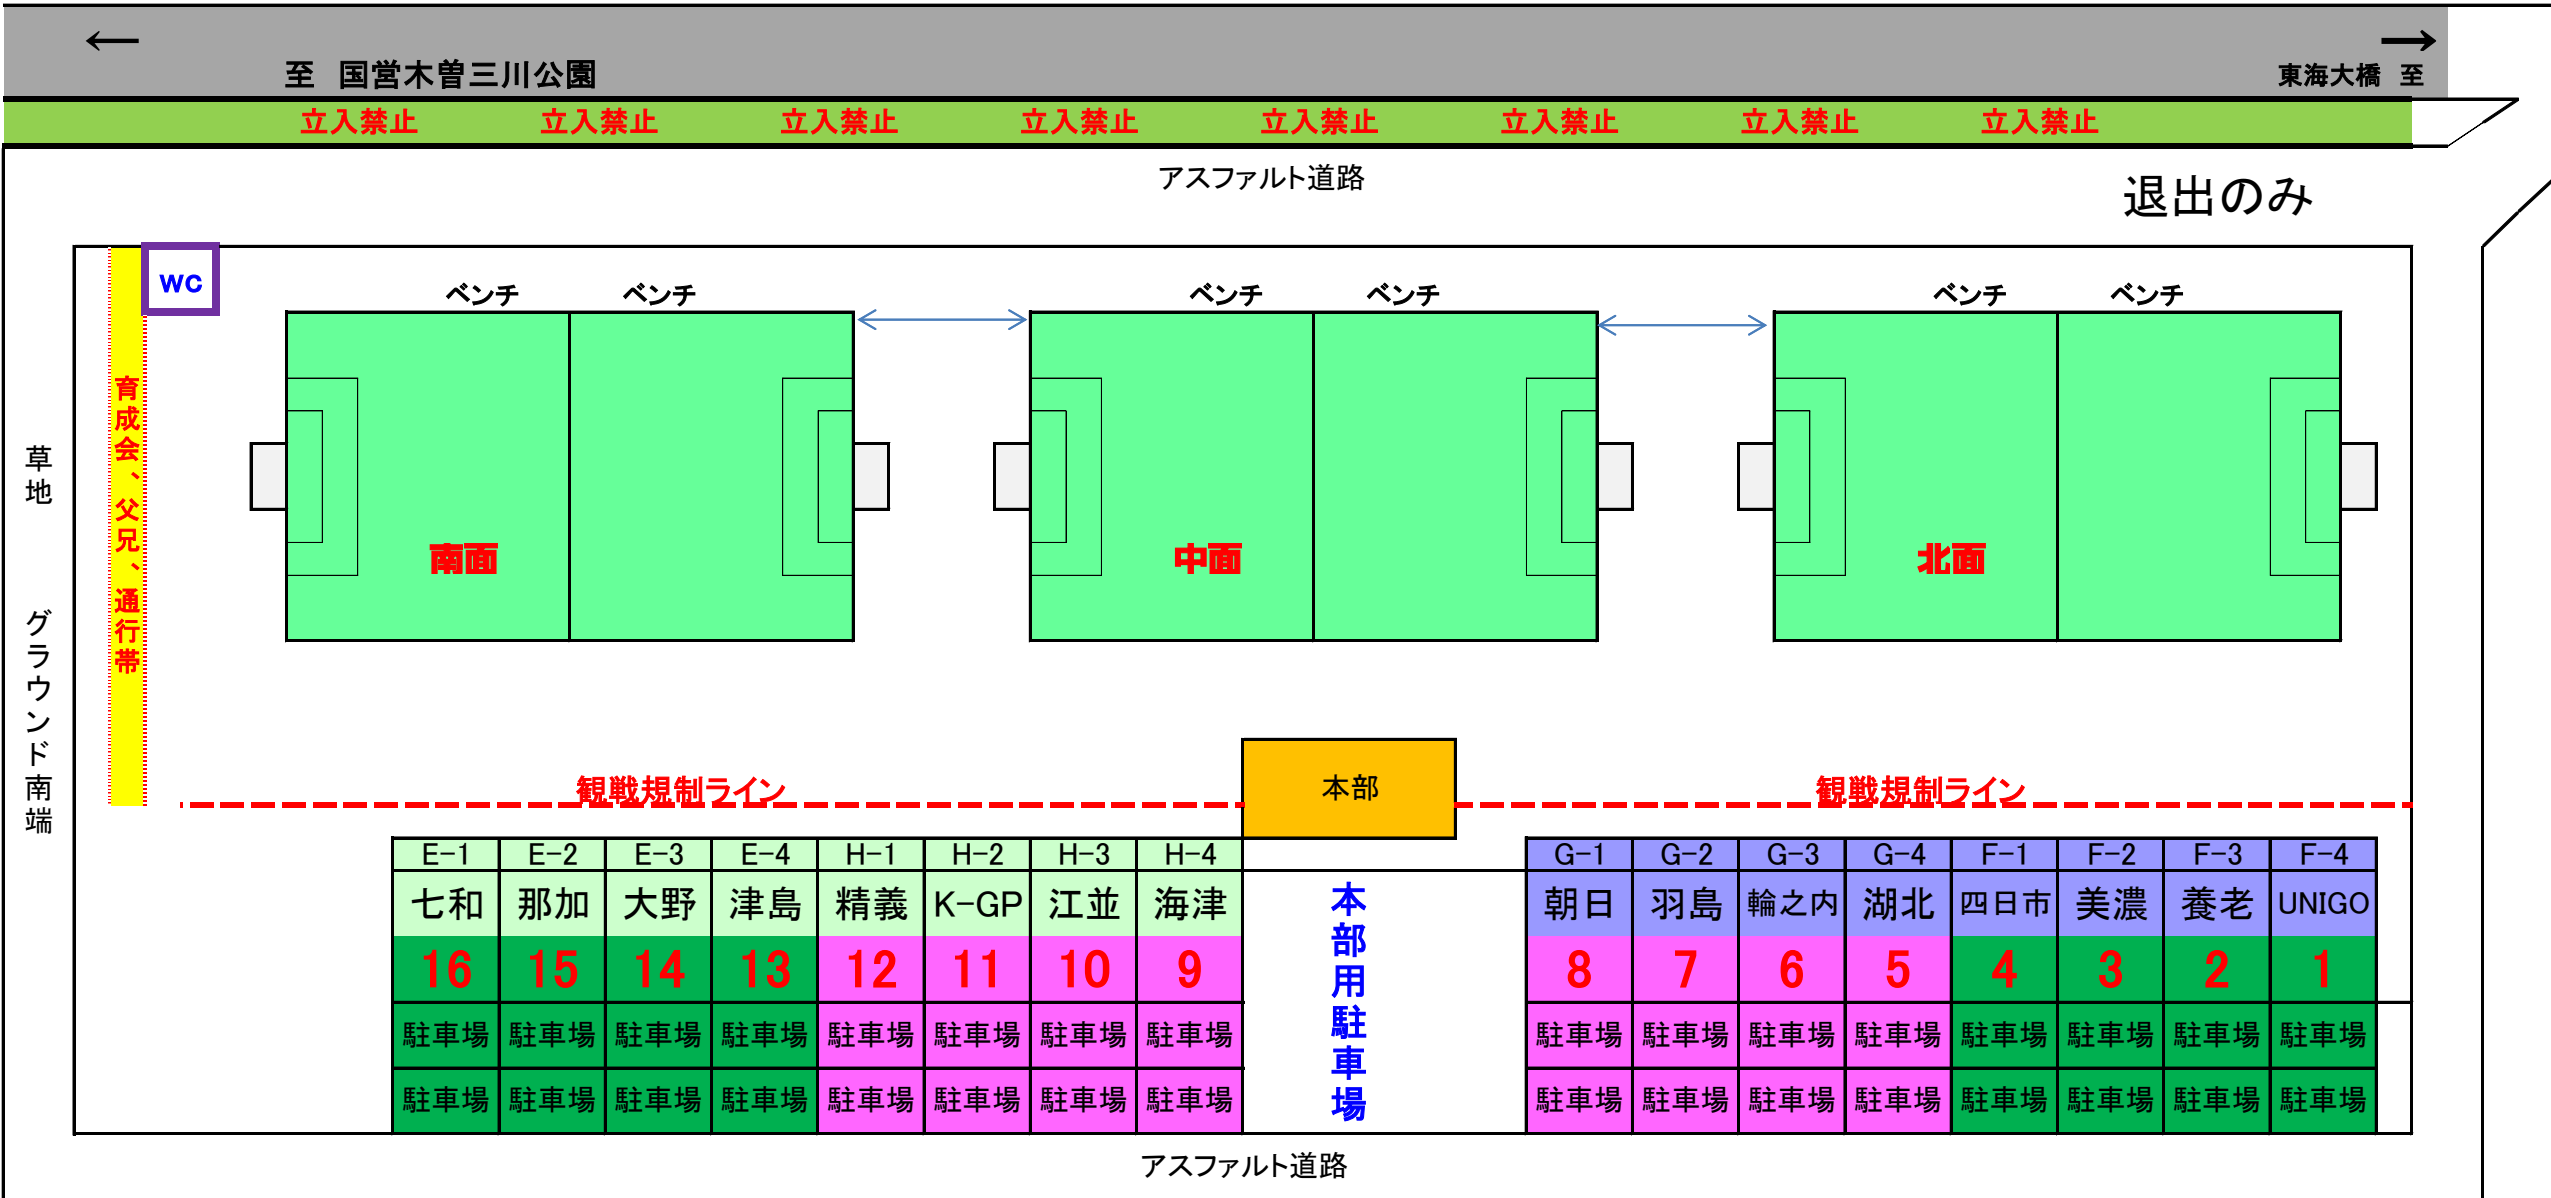 ← →
至 国営木曽三川公園
東海大橋 至
立入禁止 立入禁止 立入禁止 立入禁止 立入禁止 立入禁止 立入禁止 立入禁止
アスファルト道路
退出のみ
WC
ベンチ ベンチ ベンチ ベンチ ベンチ ベンチ
育成会、父兄、通行帯
草地 グラウンド南端
南面 中面 北面
観戦規制ライン 本部 観戦規制ライン
E-1 E-2 E-3 E-4 H-1 H-2 H-3 H-4 G-1 G-2 G-3 G-4 F-1 F-2 F-3 F-4
七和 那加 大野 津島 精義 K-GP 江並 海津 朝日 羽島 輪之内 湖北 四日市 美濃 養老 UNIGO
16 15 14 13 12 11 10 9 8 7 6 5 4 3 2 1
駐車場 駐車場 駐車場 駐車場 駐車場 駐車場 駐車場 駐車場 駐車場 駐車場 駐車場 駐車場 駐車場 駐車場 駐車場 駐車場
駐車場 駐車場 駐車場 駐車場 駐車場 駐車場 駐車場 駐車場 駐車場 駐車場 駐車場 駐車場 駐車場 駐車場 駐車場 駐車場
本部用駐車場
アスファルト道路